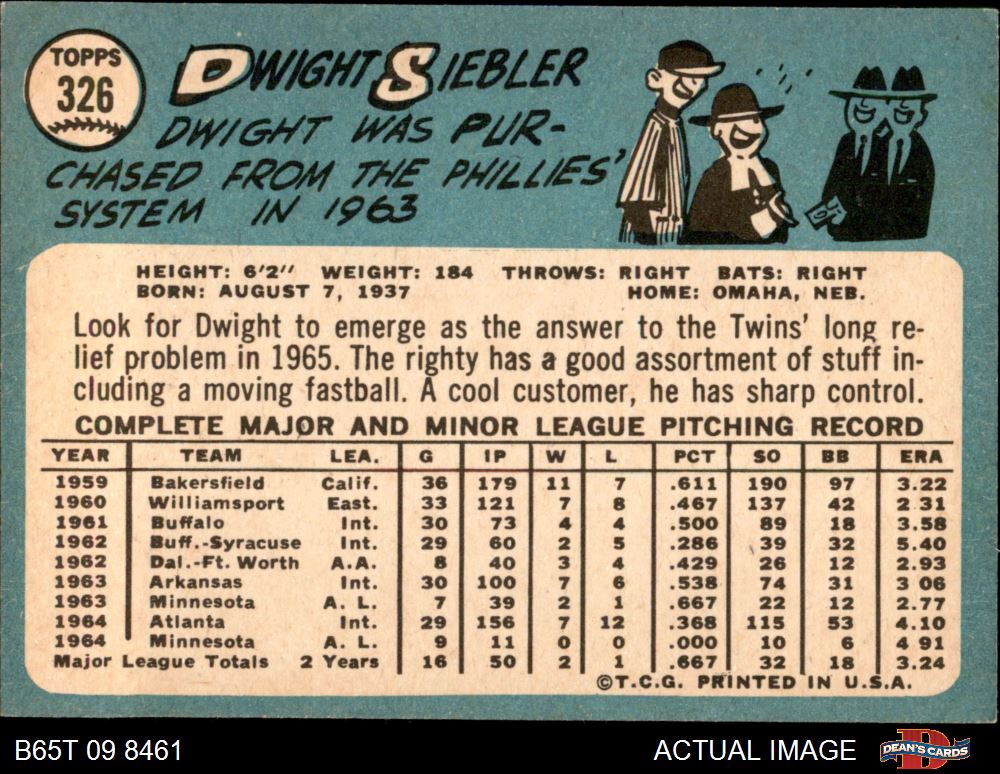 TOPPS
326
DWIGHT SIEBLER
DWIGHT WAS PUR-
CHASED FROM THE PHILLIES'
SYSTEM IN 1963
HEIGHT: 6'2" WEIGHT: 184 THROWS: RIGHT BATS: RIGHT
BORN: AUGUST 7, 1937 HOME: OMAHA, NEB.
Look for Dwight to emerge as the answer to the Twins' long re-
lief problem in 1965. The righty has a good assortment of stuff in-
cluding a moving fastball. A cool customer, he has sharp control.
COMPLETE MAJOR AND MINOR LEAGUE PITCHING RECORD
YEAR TEAM LEA. G IP W L PCT SO BB ERA
1959 Bakersfield Calif. 36 179 11 7 .611 190 97 3.22
1960 Williamsport East. 33 121 7 8 .467 137 42 2 31
1961 Buffalo Int. 30 73 4 4 .500 89 18 3.58
1962 Buff.-Syracuse Int. 29 60 2 5 .286 39 32 5.40
1962 Dal.-Ft. Worth A.A. 8 40 3 4 .429 26 12 2.93
1963 Arkansas Int. 30 100 7 6 .538 74 31 3 06
1963 Minnesota A. L. 7 39 2 1 .667 22 12 2.77
1964 Atlanta Int. 29 156 7 12 .368 115 53 4.10
1964 Minnesota A. L. 9 11 0 0 .000 10 6 4 91
Major League Totals 2 Years 16 50 2 1 .667 32 18 3.24
©T.C.G. PRINTED IN U.S.A.
B65T 09 8461 ACTUAL IMAGE DEAN'S CARDS